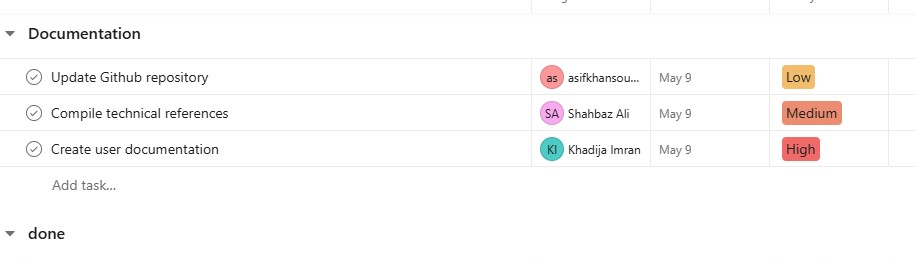 Documentation
Update Github repository as asifkhansou... May 9 Low
Compile technical references SA Shahbaz Ali May 9 Medium
Create user documentation KI Khadija Imran May 9 High
Add task...
done